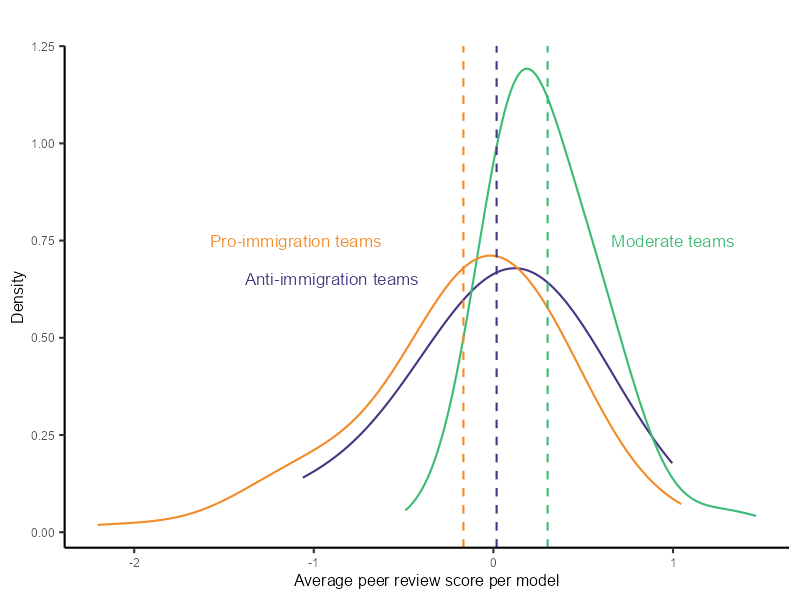 1.25
1.00
0.75
0.50
0.25
0.00
Density
Pro-immigration teams
Moderate teams
Anti-immigration teams
-2
-1
0
1
Average peer review score per model